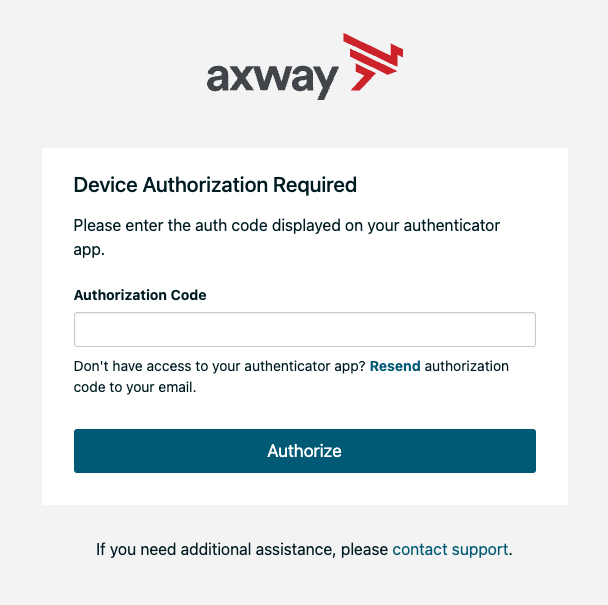 axway
Device Authorization Required
Please enter the auth code displayed on your authenticator
app.
Authorization Code
Don't have access to your authenticator app? Resend authorization
code to your email.
Authorize
If you need additional assistance, please contact support.